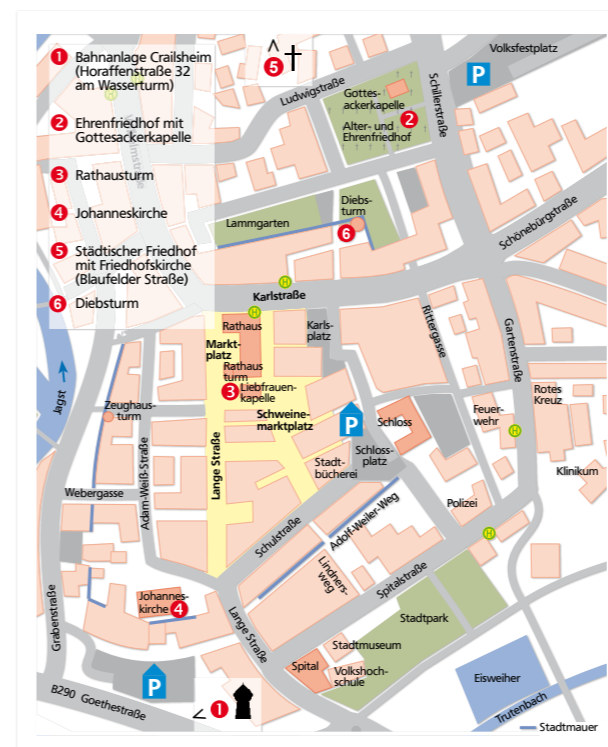 1 Bahnanlage Crailsheim
(Horaffenstraße 32
am Wasserturm)
2 Ehrenfriedhof mit
Gottesackerkapelle
3 Rathausturm
4 Johanneskirche
5 Städtischer Friedhof
mit Friedhofskirche
(Blaufelder Straße)
6 Diebsturm
5
Ludwigstraße
Volksfestplatz
P
Schillerstraße
Gottes-
ackerkapelle
2
Alter- und
Ehrenfriedhof
Lammgarten
Diebs-
turm
6
Schönebürgstraße
H
Karlstraße
H
Rathaus
Karls-
platz
Rittergasse
Gartenstraße
Markt-
platz
Rathaus
turm
3 Liebfrauen-
kapelle
Jagst
Zeughaus-
turm
Schweine-
marktplatz
P
Schloss
Feuer-
wehr
Rotes
Kreuz
H
Adam-Weiß-Straße
Lange Straße
Stadt-
bücherei
Schloss-
platz
Klinikum
Webergasse
Polizei
Schulstraße
Adolf-Weiler-Weg
H
Lindners-
weg
Spitalstraße
Johannes-
kirche 4
Grabenstraße
Lange Straße
Stadtpark
Stadtmuseum
Spital
Volkshoch-
schule
Eisweiher
P
B290 Goethestraße
1
Trutenbach
Stadtmauer